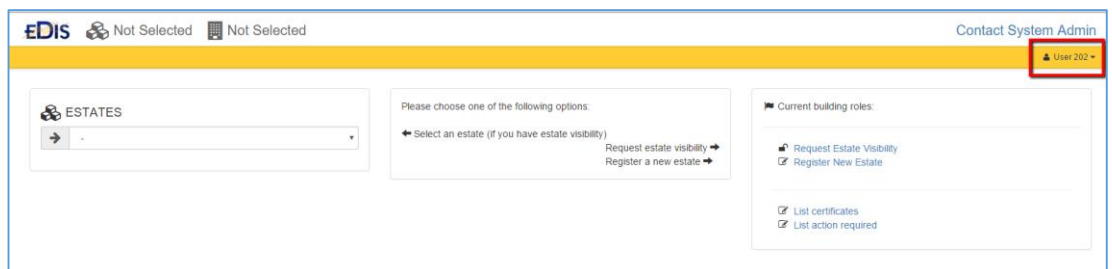 EDIS Not Selected Not Selected Contact System Admin
User 202
ESTATES
-
Please choose one of the following options:
Select an estate (if you have estate visibility)
Request estate visibility
Register a new estate
Current building roles:
Request Estate Visibility
Register New Estate
List certificates
List action required